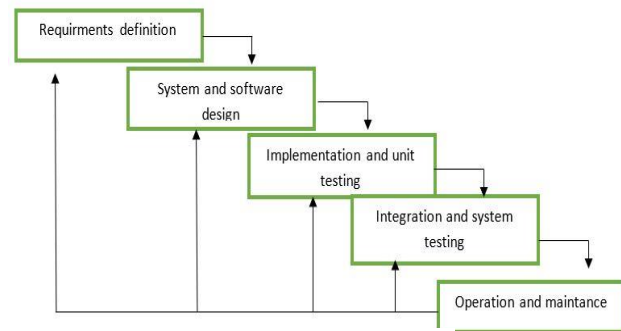 Requirments definition
System and software
design
Implementation and unit
testing
Integration and system
testing
Operation and maintance